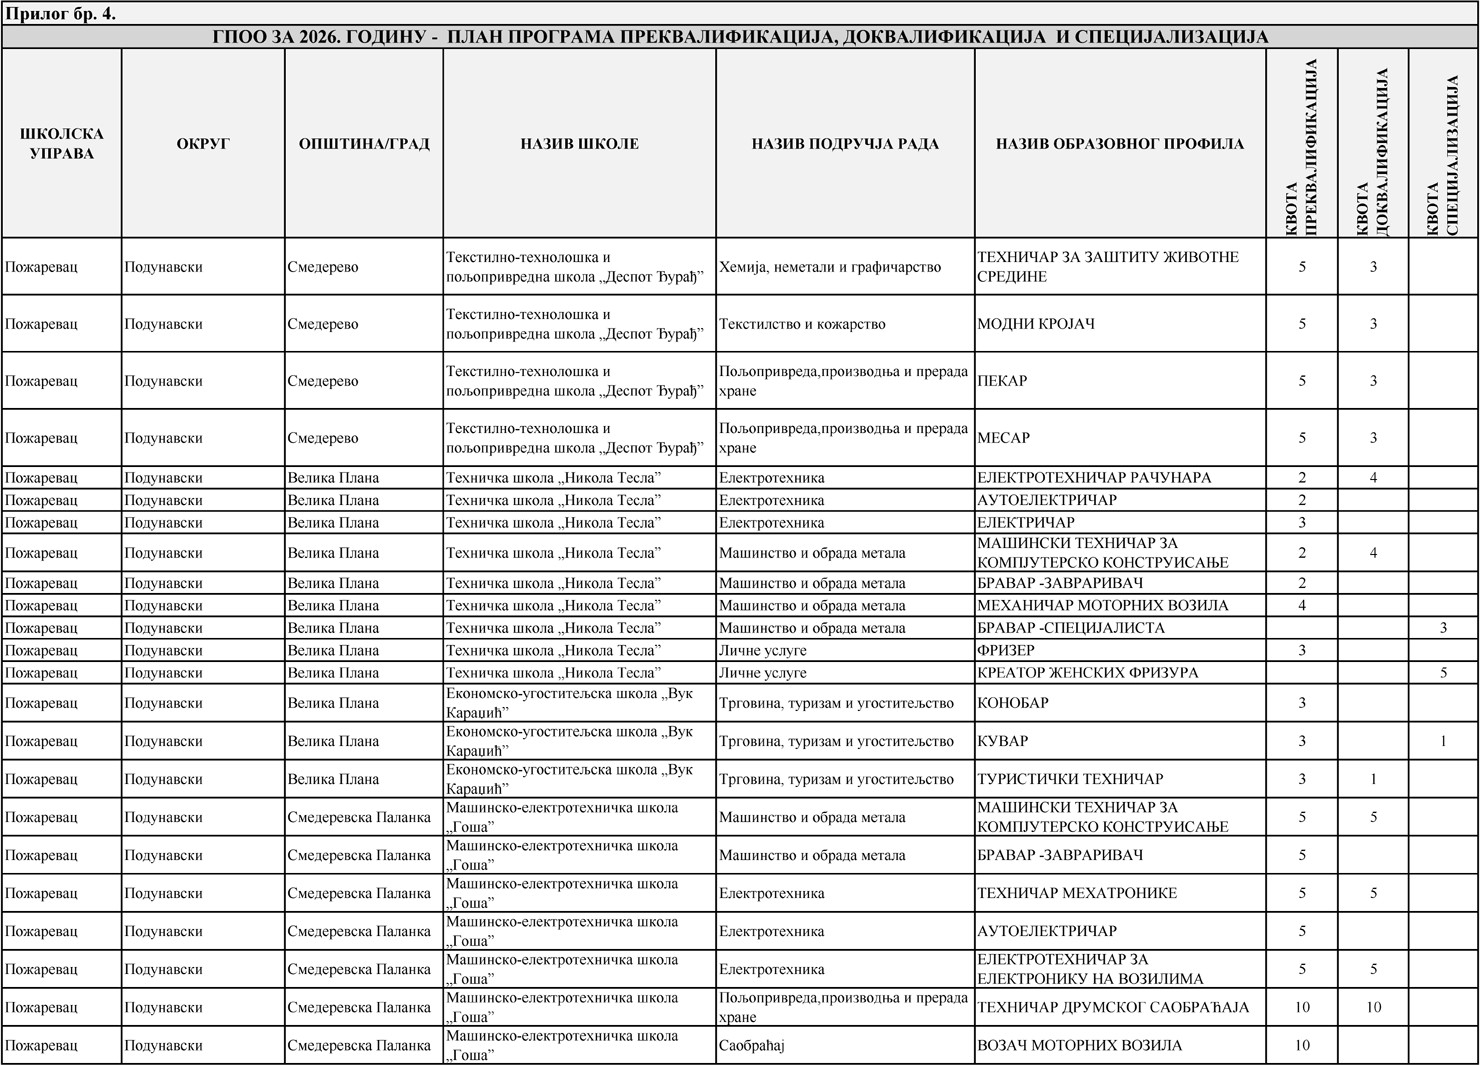 Прилог бр. 4.
ГПОО ЗА 2026. ГОДИНУ - ПЛАН ПРОГРАМА ПРЕКВАЛИФИКАЦИЈА, ДОКВАЛИФИКАЦИЈА И СПЕЦИЈАЛИЗАЦИЈА
ШКОЛСКА УПРАВА ОКРУГ ОПШТИНА/ГРАД НАЗИВ ШКОЛЕ НАЗИВ ПОДРУЧЈА РАДА НАЗИВ ОБРАЗОВНОГ ПРОФИЛА КВОТА ПРЕКВАЛИФИКАЦИЈА КВОТА ДОКВАЛИФИКАЦИЈА КВОТА СПЕЦИЈАЛИЗАЦИЈА
Пожаревац Подунавски Смедерево Текстилно-технолошка и пољопривредна школа „Деспот Ђурађ” Хемија, неметали и графичарство ТЕХНИЧАР ЗА ЗАШТИТУ ЖИВОТНЕ СРЕДИНЕ 5 3
Пожаревац Подунавски Смедерево Текстилно-технолошка и пољопривредна школа „Деспот Ђурађ” Текстилство и кожарство МОДНИ КРОЈАЧ 5 3
Пожаревац Подунавски Смедерево Текстилно-технолошка и пољопривредна школа „Деспот Ђурађ” Пољопривреда,производња и прерада хране ПЕКАР 5 3
Пожаревац Подунавски Смедерево Текстилно-технолошка и пољопривредна школа „Деспот Ђурађ” Пољопривреда,производња и прерада хране МЕСАР 5 3
Пожаревац Подунавски Велика Плана Техничка школа „Никола Тесла” Електротехника ЕЛЕКТРОТЕХНИЧАР РАЧУНАРА 2 4
Пожаревац Подунавски Велика Плана Техничка школа „Никола Тесла” Електротехника АУТОЕЛЕКТРИЧАР 2
Пожаревац Подунавски Велика Плана Техничка школа „Никола Тесла” Електротехника ЕЛЕКТРИЧАР 3
Пожаревац Подунавски Велика Плана Техничка школа „Никола Тесла” Машинство и обрада метала МАШИНСКИ ТЕХНИЧАР ЗА КОМПЈУТЕРСКО КОНСТРУИСАЊЕ 2 4
Пожаревац Подунавски Велика Плана Техничка школа „Никола Тесла” Машинство и обрада метала БРАВАР -ЗАВРАРИВАЧ 2
Пожаревац Подунавски Велика Плана Техничка школа „Никола Тесла” Машинство и обрада метала МЕХАНИЧАР МОТОРНИХ ВОЗИЛА 4
Пожаревац Подунавски Велика Плана Техничка школа „Никола Тесла” Машинство и обрада метала БРАВАР -СПЕЦИЈАЛИСТА 3
Пожаревац Подунавски Велика Плана Техничка школа „Никола Тесла” Личне услуге ФРИЗЕР 3
Пожаревац Подунавски Велика Плана Техничка школа „Никола Тесла” Личне услуге КРЕАТОР ЖЕНСКИХ ФРИЗУРА 5
Пожаревац Подунавски Велика Плана Економско-угоститељска школа „Вук Караџић” Трговина, туризам и угоститељство КОНОБАР 3
Пожаревац Подунавски Велика Плана Економско-угоститељска школа „Вук Караџић” Трговина, туризам и угоститељство КУВАР 3 1
Пожаревац Подунавски Велика Плана Економско-угоститељска школа „Вук Караџић” Трговина, туризам и угоститељство ТУРИСТИЧКИ ТЕХНИЧАР 3 1
Пожаревац Подунавски Смедеревска Паланка Машинско-електротехничка школа „Гоша” Машинство и обрада метала МАШИНСКИ ТЕХНИЧАР ЗА КОМПЈУТЕРСКО КОНСТРУИСАЊЕ 5 5
Пожаревац Подунавски Смедеревска Паланка Машинско-електротехничка школа „Гоша” Машинство и обрада метала БРАВАР -ЗАВРАРИВАЧ 5
Пожаревац Подунавски Смедеревска Паланка Машинско-електротехничка школа „Гоша” Електротехника ТЕХНИЧАР МЕХАТРОНИКЕ 5 5
Пожаревац Подунавски Смедеревска Паланка Машинско-електротехничка школа „Гоша” Електротехника АУТОЕЛЕКТРИЧАР 5
Пожаревац Подунавски Смедеревска Паланка Машинско-електротехничка школа „Гоша” Електротехника ЕЛЕКТРОТЕХНИЧАР ЗА ЕЛЕКТРОНИКУ НА ВОЗИЛИМА 5 5
Пожаревац Подунавски Смедеревска Паланка Машинско-електротехничка школа „Гоша” Пољопривреда,производња и прерада хране ТЕХНИЧАР ДРУМСКОГ САОБРАЋАЈА 10 10
Пожаревац Подунавски Смедеревска Паланка Машинско-електротехничка школа „Гоша” Саобраћај ВОЗАЧ МОТОРНИХ ВОЗИЛА 10